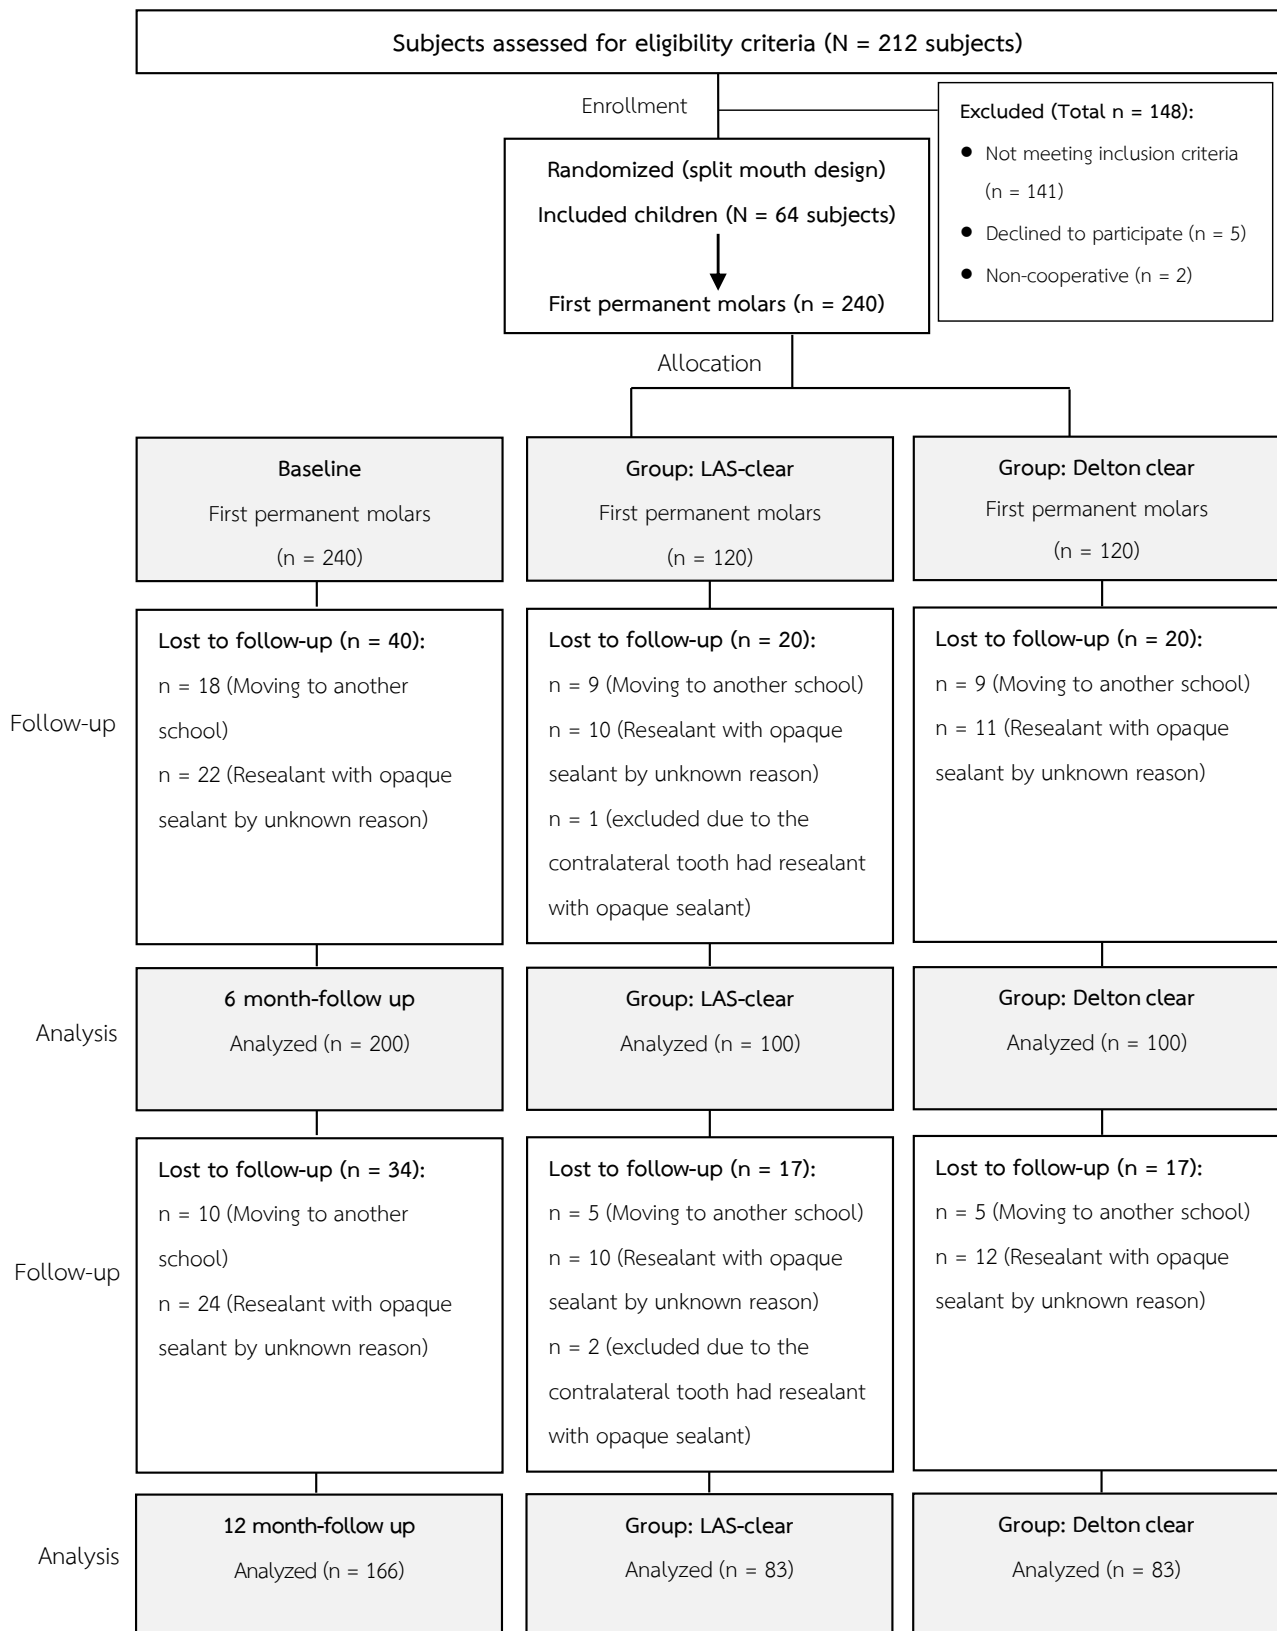 Subjects assessed for eligibility criteria (N = 212 subjects)
Enrollment
Excluded (Total n = 148):
● Not meeting inclusion criteria
(n = 141)
● Declined to participate (n = 5)
● Non-cooperative (n = 2)
Randomized (split mouth design)
Included children (N = 64 subjects)
First permanent molars (n = 240)
Allocation
Baseline
First permanent molars
(n = 240)
Group: LAS-clear
First permanent molars
(n = 120)
Group: Delton clear
First permanent molars
(n = 120)
Follow-up
Lost to follow-up (n = 40):
n = 18 (Moving to another
school)
n = 22 (Resealant with opaque
sealant by unknown reason)
Lost to follow-up (n = 20):
n = 9 (Moving to another school)
n = 10 (Resealant with opaque
sealant by unknown reason)
n = 1 (excluded due to the
contralateral tooth had resealant
with opaque sealant)
Lost to follow-up (n = 20):
n = 9 (Moving to another school)
n = 11 (Resealant with opaque
sealant by unknown reason)
Analysis
6 month-follow up
Analyzed (n = 200)
Group: LAS-clear
Analyzed (n = 100)
Group: Delton clear
Analyzed (n = 100)
Follow-up
Lost to follow-up (n = 34):
n = 10 (Moving to another
school)
n = 24 (Resealant with opaque
sealant by unknown reason)
Lost to follow-up (n = 17):
n = 5 (Moving to another school)
n = 10 (Resealant with opaque
sealant by unknown reason)
n = 2 (excluded due to the
contralateral tooth had resealant
with opaque sealant)
Lost to follow-up (n = 17):
n = 5 (Moving to another school)
n = 12 (Resealant with opaque
sealant by unknown reason)
Analysis
12 month-follow up
Analyzed (n = 166)
Group: LAS-clear
Analyzed (n = 83)
Group: Delton clear
Analyzed (n = 83)